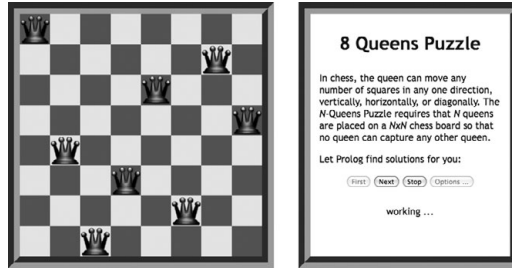 8 Queens Puzzle
In chess, the queen can move any
number of squares in any one direction,
vertically, horizontally, or diagonally. The
N-Queens Puzzle requires that N queens
are placed on a NxN chess board so that
no queen can capture any other queen.
Let Prolog find solutions for you:
First Next Stop Options ...
working ...